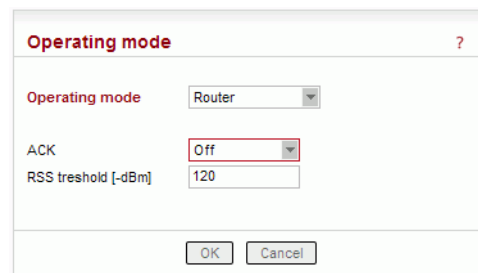 Operating mode ?
Operating mode Router
ACK Off
RSS treshold [-dBm] 120
OK Cancel